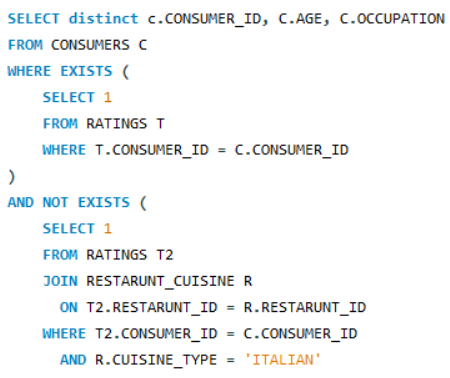 SELECT distinct c.CONSUMER_ID, C.AGE, C.OCCUPATION
FROM CONSUMERS C
WHERE EXISTS (
    SELECT 1
    FROM RATINGS T
    WHERE T.CONSUMER_ID = C.CONSUMER_ID
)
AND NOT EXISTS (
    SELECT 1
    FROM RATINGS T2
    JOIN RESTARUNT_CUISINE R
      ON T2.RESTARUNT_ID = R.RESTARUNT_ID
    WHERE T2.CONSUMER_ID = C.CONSUMER_ID
      AND R.CUISINE_TYPE = 'ITALIAN'